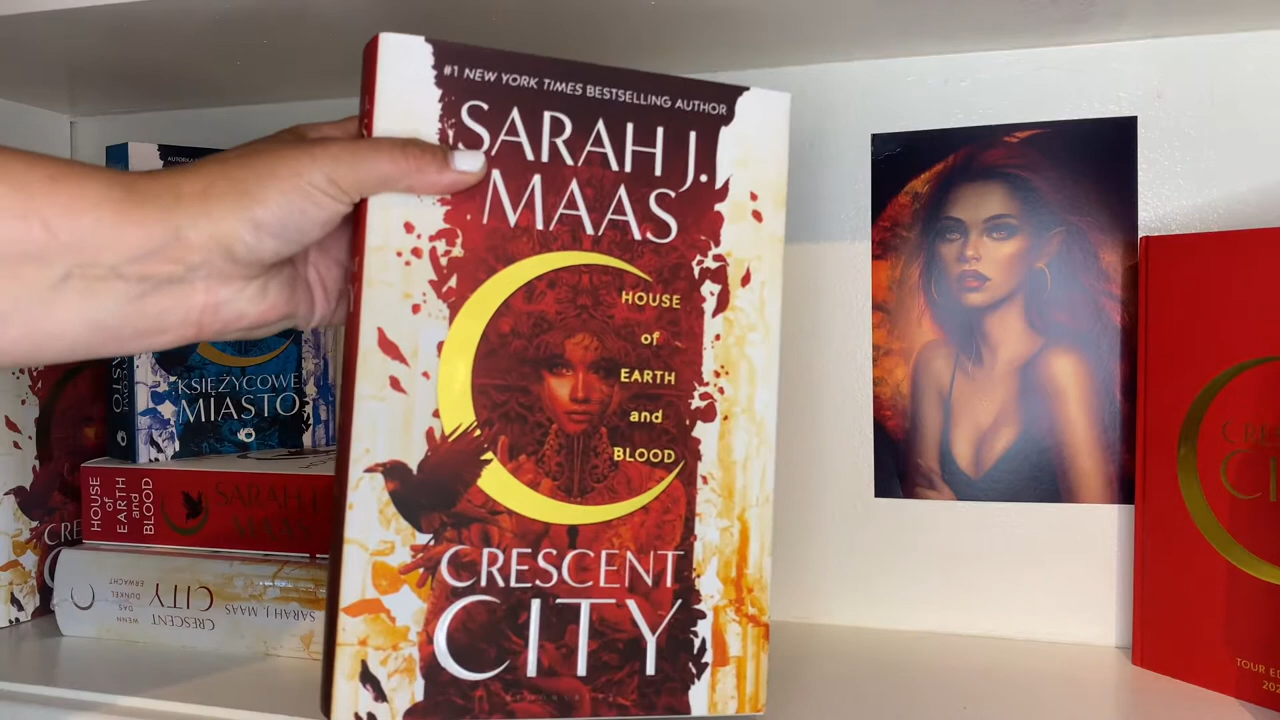 #1 NEW YORK TIMES BESTSELLING AUTHOR
SARAH J.
MAAS
HOUSE
of
EARTH
and
BLOOD
CRESCENT
CITY
KSIĘŻYCOWE
MIASTO
HOUSE
of
EARTH
and
BLOOD
SARAH J.
MAAS
CRESCENT
CITY
SARAH J. MAAS
WENN
DAS
DUNKEL
ERWACHT
TOUR